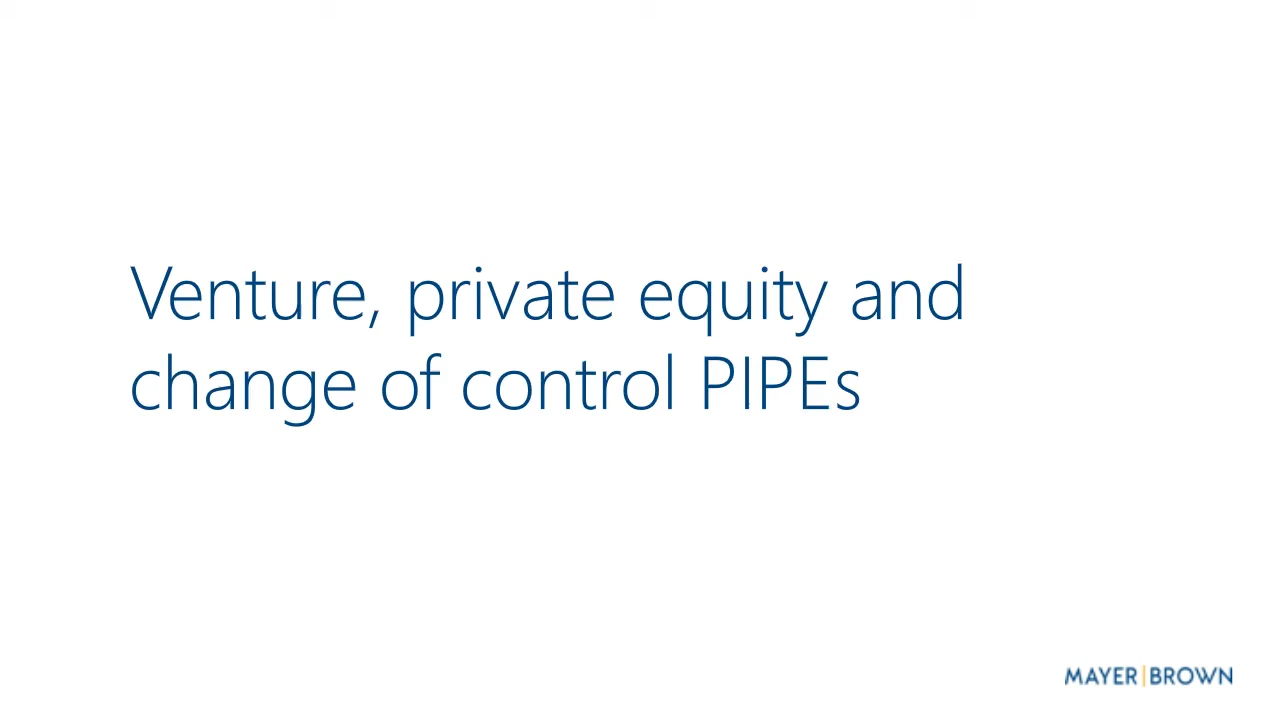 Venture, private equity and
change of control PIPEs
MAYER|BROWN